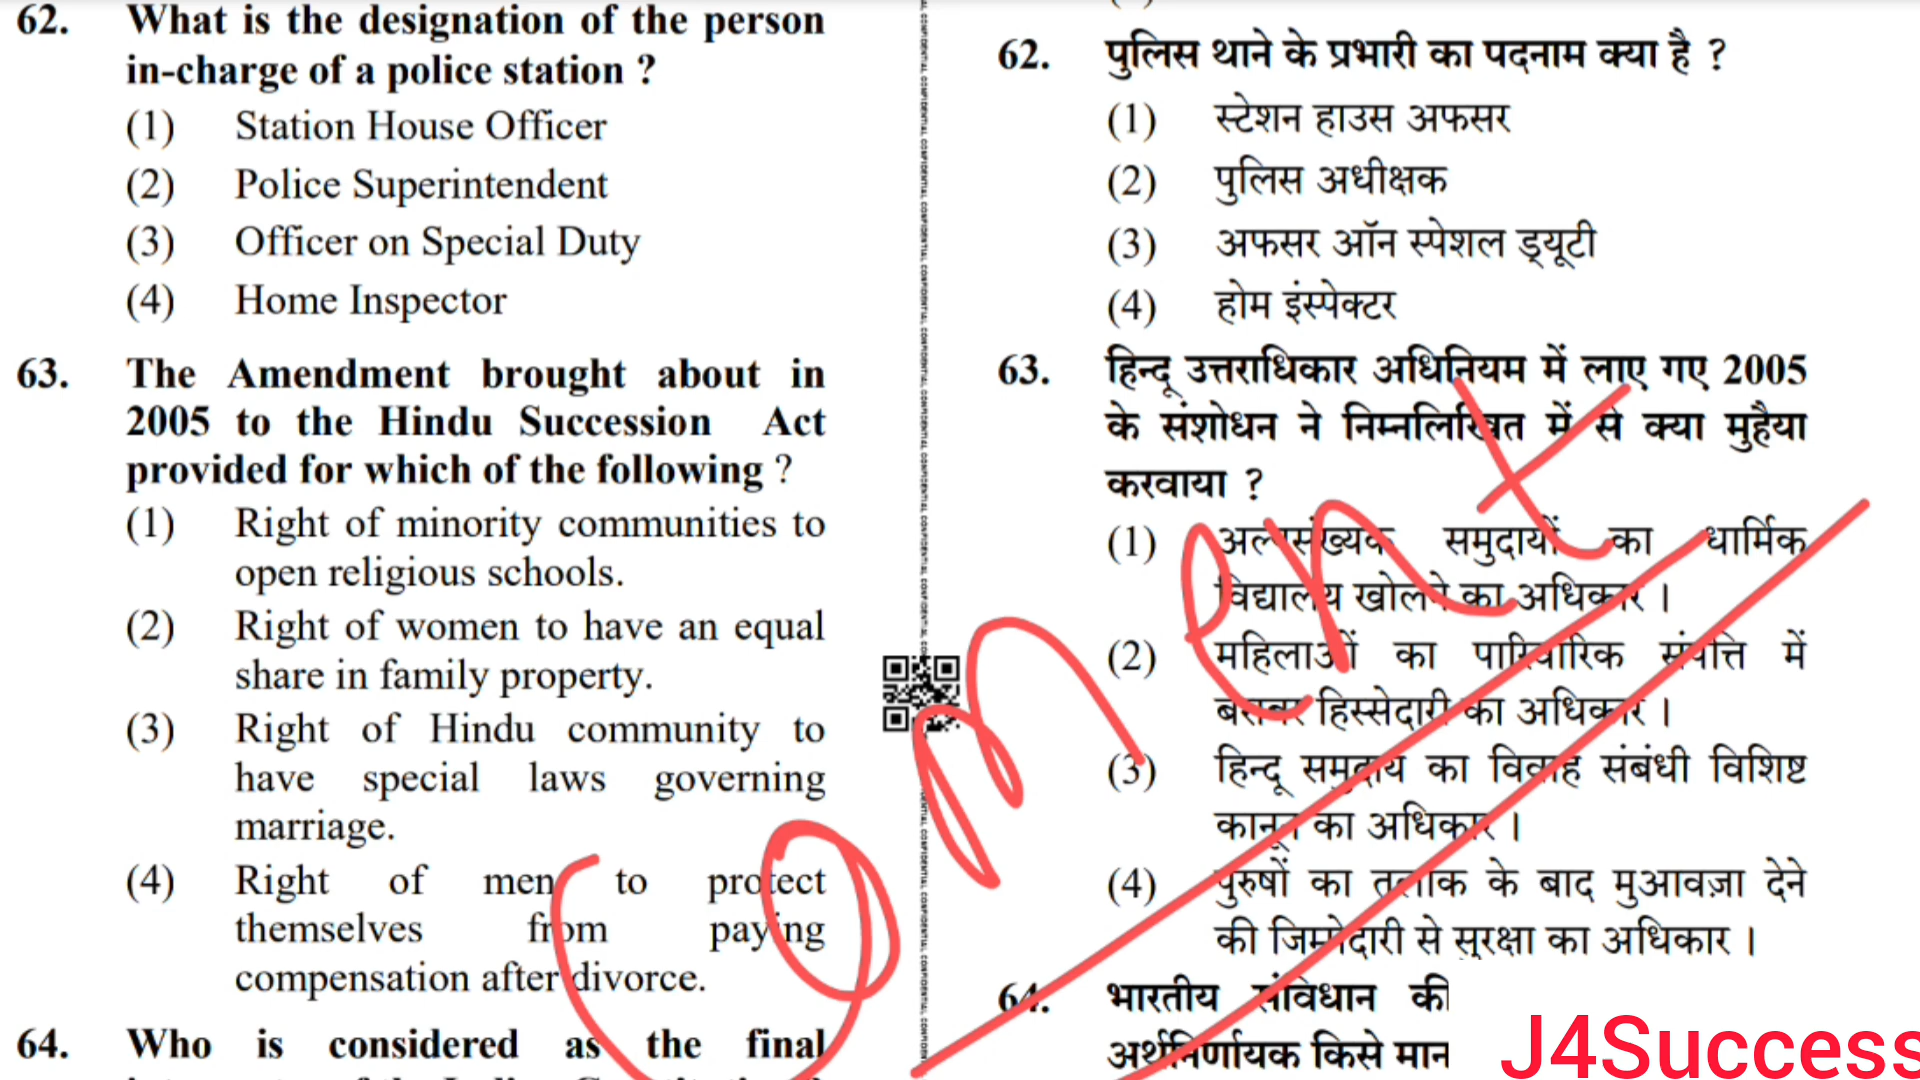 62. What is the designation of the person
in-charge of a police station ?
(1) Station House Officer
(2) Police Superintendent
(3) Officer on Special Duty
(4) Home Inspector
63. The Amendment brought about in
2005 to the Hindu Succession Act
provided for which of the following ?
(1) Right of minority communities to
open religious schools.
(2) Right of women to have an equal
share in family property.
(3) Right of Hindu community to
have special laws governing
marriage.
(4) Right of men to protect
themselves from paying
compensation after divorce.
64. Who is considered as the final
62. पुलिस थाने के प्रभारी का पदनाम क्या है ?
(1) स्टेशन हाउस अफसर
(2) पुलिस अधीक्षक
(3) अफसर ऑन स्पेशल ड्यूटी
(4) होम इंस्पेक्टर
63. हिन्दू उत्तराधिकार अधिनियम में लाए गए 2005
के संशोधन ने निम्नलिखित में से क्या मुहैया
करवाया ?
(1) अल्पसंख्यक समुदायों का धार्मिक
विद्यालय खोलने का अधिकार ।
(2) महिलाओं का पारिवारिक संपत्ति में
बराबर हिस्सेदारी का अधिकार ।
(3) हिन्दू समुदाय का विवाह संबंधी विशिष्ट
कानून का अधिकार ।
(4) पुरुषों का तलाक के बाद मुआवज़ा देने
की जिम्मेदारी से सुरक्षा का अधिकार ।
64. भारतीय संविधान की
अर्थनिर्णायक किसे मान
Coment
J4Success